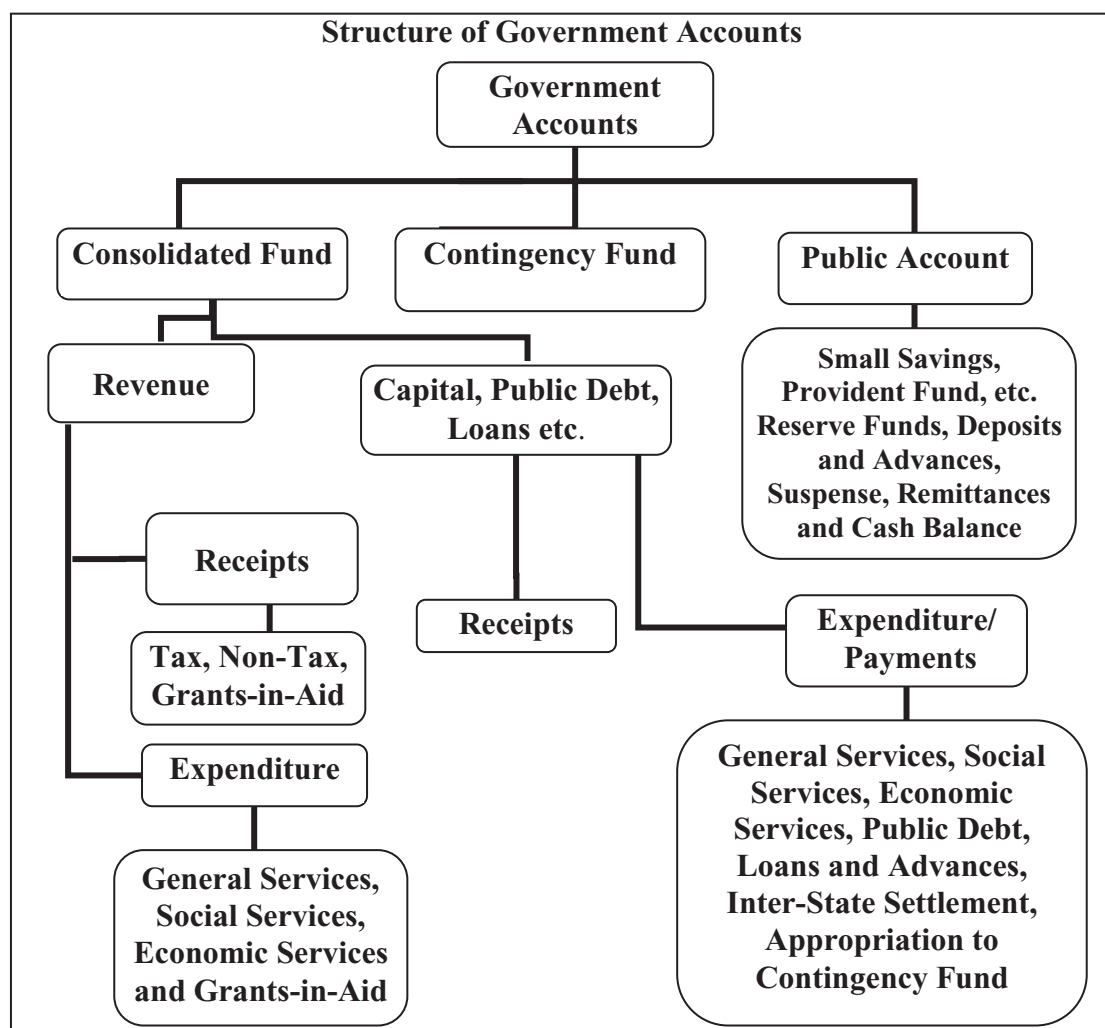 Structure of Government Accounts
Government
Accounts
Consolidated Fund
Contingency Fund
Public Account
Revenue
Capital, Public Debt,
Loans etc.
Small Savings,
Provident Fund, etc.
Reserve Funds, Deposits
and Advances,
Suspense, Remittances
and Cash Balance
Receipts
Tax, Non-Tax,
Grants-in-Aid
Expenditure
General Services,
Social Services,
Economic Services
and Grants-in-Aid
Receipts
Expenditure/
Payments
General Services, Social
Services, Economic
Services, Public Debt,
Loans and Advances,
Inter-State Settlement,
Appropriation to
Contingency Fund